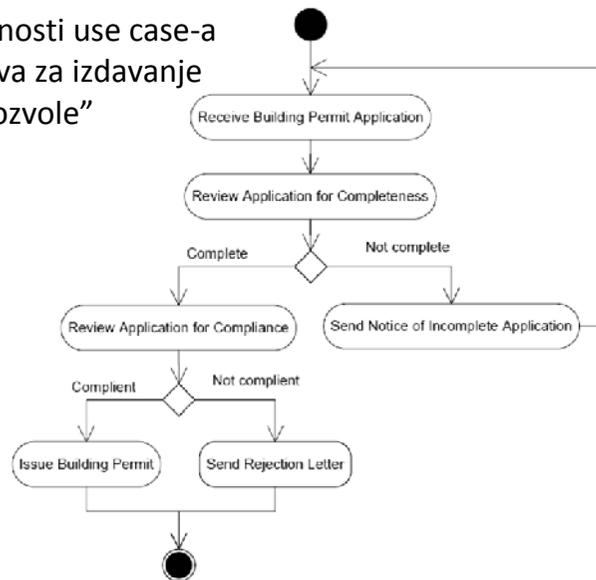 nosti use case-a
va za izdavanje
ozvole”
Receive Building Permit Application
Review Application for Completeness
Complete
Not complete
Review Application for Compliance
Send Notice of Incomplete Application
Complient
Not complient
Issue Building Permit
Send Rejection Letter